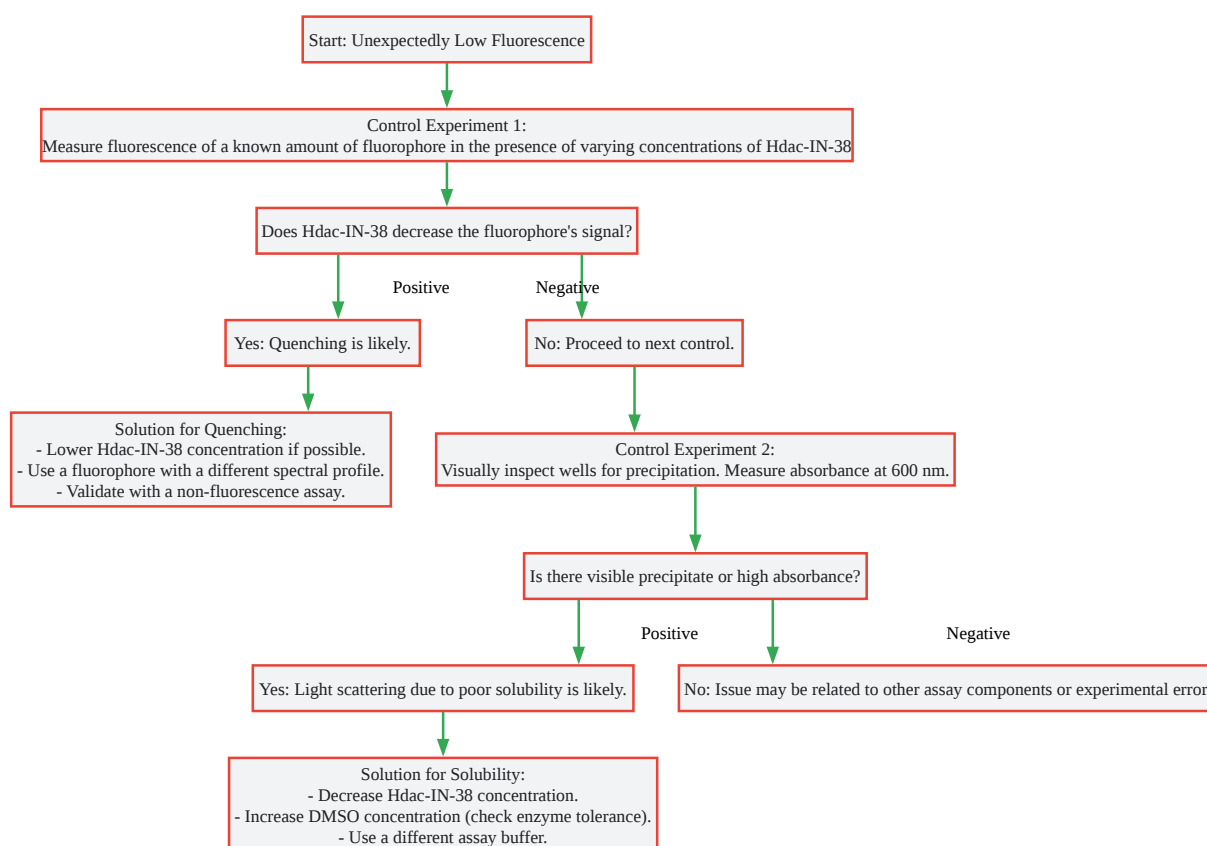 Start: Unexpectedly Low Fluorescence
Control Experiment 1:
Measure fluorescence of a known amount of fluorophore in the presence of varying concentrations of Hdac-IN-38
Does Hdac-IN-38 decrease the fluorophore's signal?
Positive
Negative
Yes: Quenching is likely.
No: Proceed to next control.
Solution for Quenching:
- Lower Hdac-IN-38 concentration if possible.
- Use a fluorophore with a different spectral profile.
- Validate with a non-fluorescence assay.
Control Experiment 2:
Visually inspect wells for precipitation. Measure absorbance at 600 nm.
Is there visible precipitate or high absorbance?
Positive
Negative
Yes: Light scattering due to poor solubility is likely.
No: Issue may be related to other assay components or experimental error
Solution for Solubility:
- Decrease Hdac-IN-38 concentration.
- Increase DMSO concentration (check enzyme tolerance).
- Use a different assay buffer.